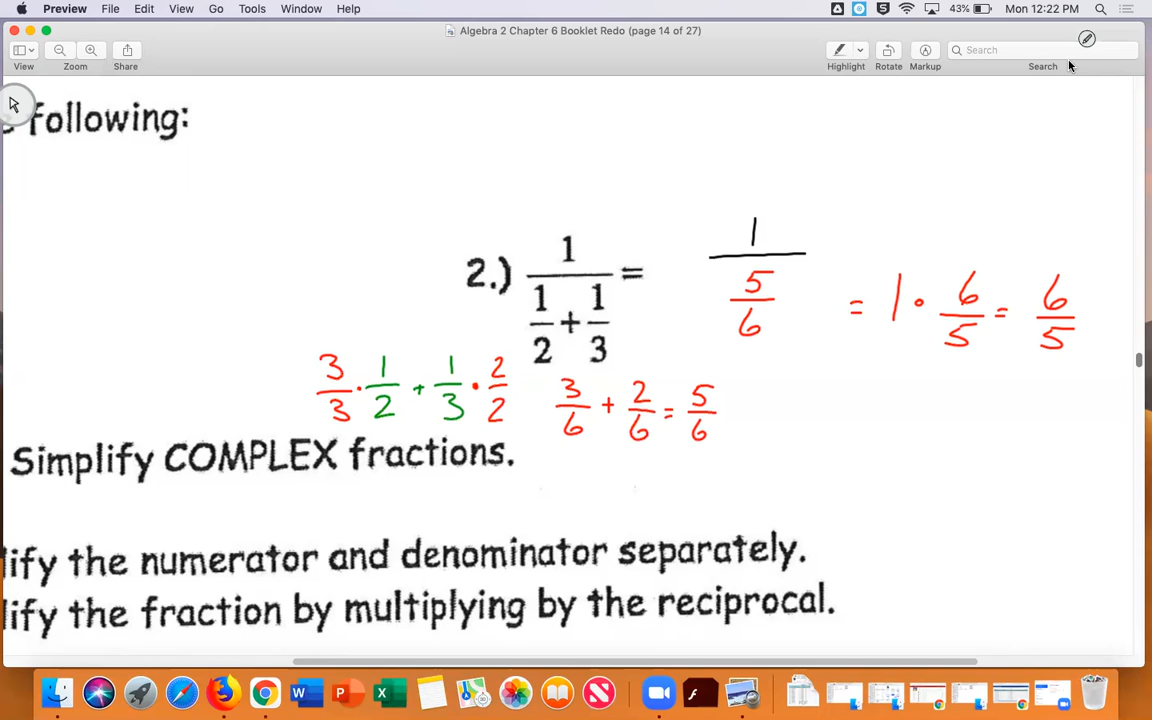 Preview File Edit View Go Tools Window Help 43% Mon 12:22 PM
Algebra 2 Chapter 6 Booklet Redo (page 14 of 27)
Search
View Zoom Share Highlight Rotate Markup Search
following:
2.) 1/(1/2 + 1/3) = 1/(5/6) = 1 • 6/5 = 6/5
3/3 • 1/2 + 1/3 • 2/2 3/6 + 2/6 = 5/6
Simplify COMPLEX fractions.
lify the numerator and denominator separately.
lify the fraction by multiplying by the reciprocal.